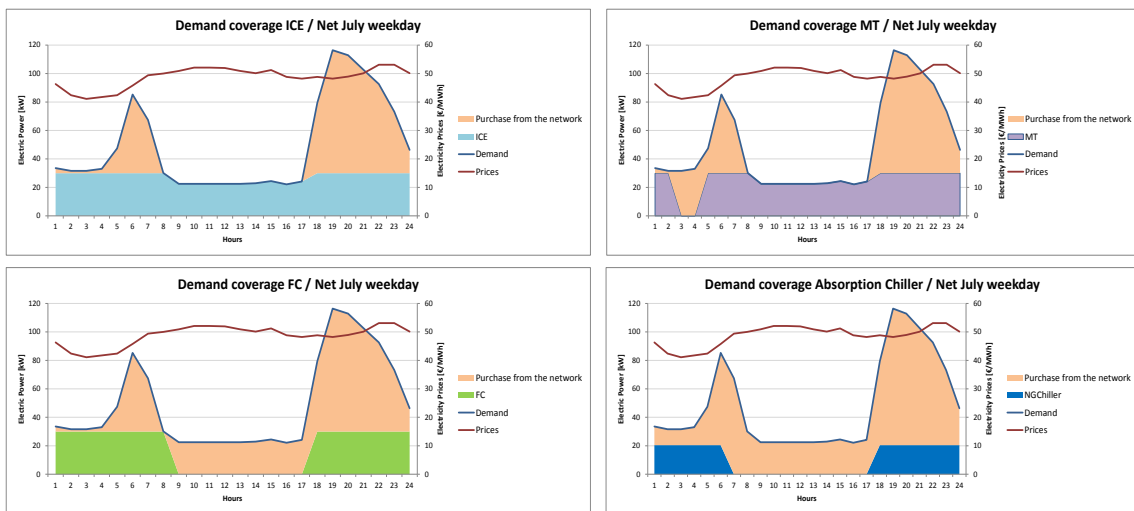 Demand coverage ICE / Net July weekday
Electric Power [kW]
120
100
80
60
40
20
0
1 2 3 4 5 6 7 8 9 10 11 12 13 14 15 16 17 18 19 20 21 22 23 24
Hours
60
50
40
30
20
10
0
Electricity Prices [€/MWh]
Purchase from the network
ICE
Demand
Prices
Demand coverage MT / Net July weekday
Electric Power [kW]
120
100
80
60
40
20
0
1 2 3 4 5 6 7 8 9 10 11 12 13 14 15 16 17 18 19 20 21 22 23 24
Hours
60
50
40
30
20
10
0
Electricity Prices [€/MWh]
Purchase from the network
MT
Demand
Prices
Demand coverage FC / Net July weekday
Electric Power [kW]
120
100
80
60
40
20
0
1 2 3 4 5 6 7 8 9 10 11 12 13 14 15 16 17 18 19 20 21 22 23 24
Hours
60
50
40
30
20
10
0
Electricity Prices [€/MWh]
Purchase from the network
FC
Demand
Prices
Demand coverage Absorption Chiller / Net July weekday
Electric Power [kW]
120
100
80
60
40
20
0
1 2 3 4 5 6 7 8 9 10 11 12 13 14 15 16 17 18 19 20 21 22 23 24
Hours
60
50
40
30
20
10
0
Electricity Prices [€/MWh]
Purchase from the network
NGChiller
Demand
Prices